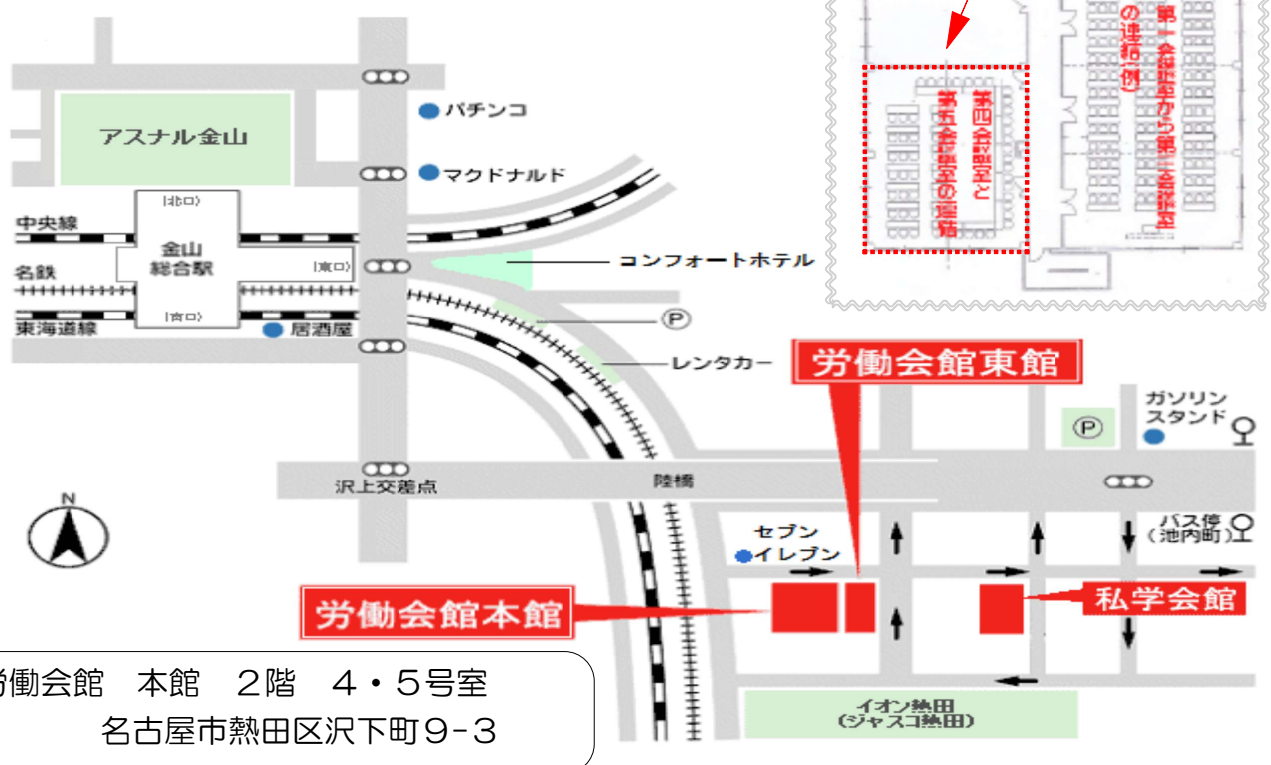 第一会議室から第三会議室
の連結(例)
第四会議室と
第五会議室の連結
アスナル金山
パチンコ
マクドナルド
(北口)
中央線
金山
総合駅
(東口)
名鉄
(南口)
東海道線
居酒屋
コンフォートホテル
P
レンタカー
労働会館東館
ガソリン
スタンド
P
沢上交差点
陸橋
N
セブン
イレブン
バス停
(池内町)
労働会館本館
私学会館
労働会館 本館 2階 4・5号室
名古屋市熱田区沢下町9-3
イオン熱田
(ジャスコ熱田)